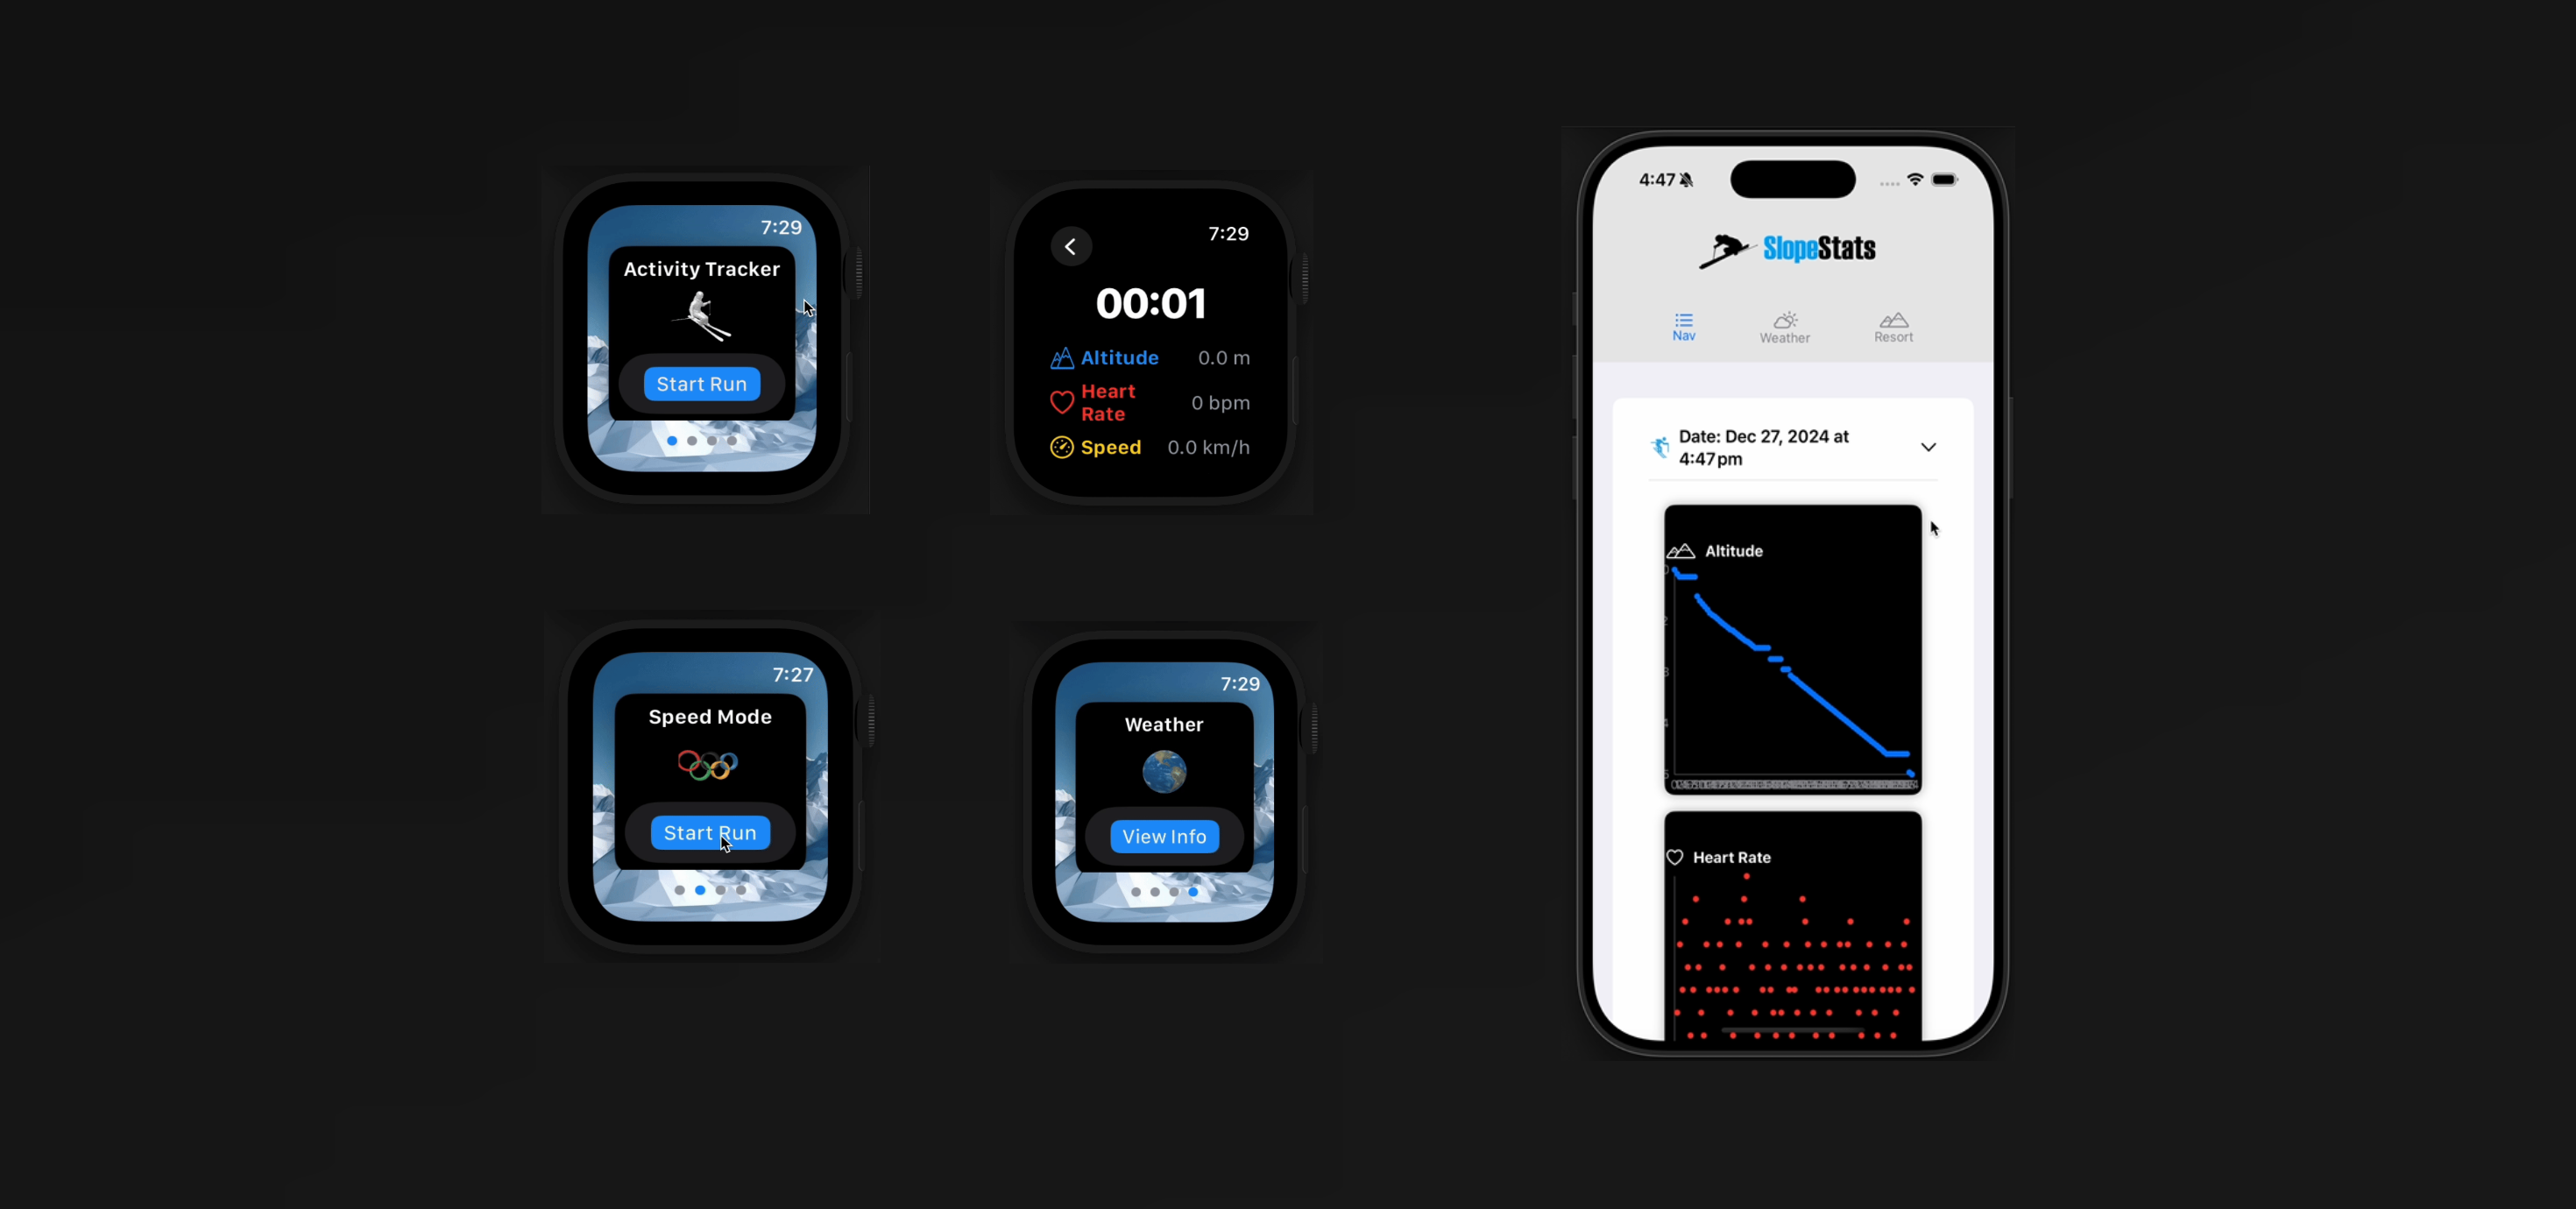 7:29
Activity Tracker
Start Run
7:29
00:01
Altitude 0.0 m
Heart
Rate 0 bpm
Speed 0.0 km/h
7:27
Speed Mode
Start Run
7:29
Weather
View Info
4:47
SlopeStats
Nav Weather Resort
Date: Dec 27, 2024 at
4:47pm
Altitude
Heart Rate